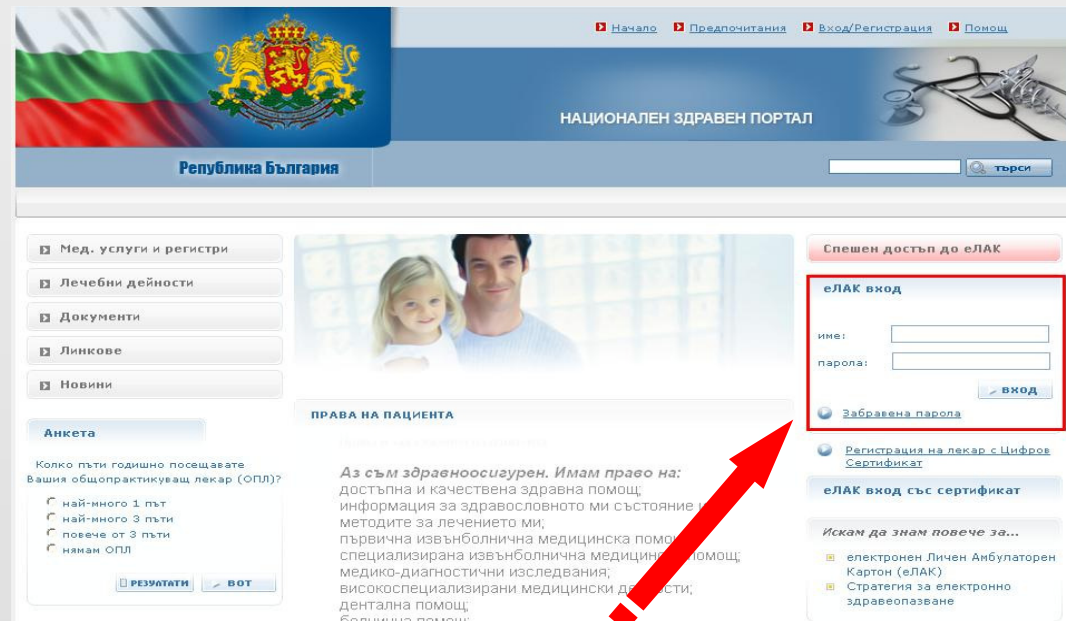 Начало Предпочитания Вход/Регистрация Помощ
НАЦИОНАЛЕН ЗДРАВЕН ПОРТАЛ
Република България
търси
Мед. услуги и регистри
Лечебни дейности
Документи
Линкове
Новини
Анкета
Колко пъти годишно посещавате
Вашия общопрактикуващ лекар (ОПЛ)?
най-много 1 път
най-много 3 пъти
повече от 3 пъти
нямам ОПЛ
РЕЗУЛТАТИ ВОТ
ПРАВА НА ПАЦИЕНТА
Аз съм здравноосигурен. Имам право на:
достъпна и качествена здравна помощ;
информация за здравословното ми състояние
методите за лечението ми;
първична извънболнична медицинска
специализирана извънболнична
медико-диагностични изследвания;
високоспециализирани медицински
дентална помощ;
болнична помощ;
Спешен достъп до еЛАК
еЛАК вход
име:
парола:
вход
Забравена парола
Регистрация на лекар с Цифров
Сертификат
еЛАК вход със сертификат
Искам да знам повече за...
електронен Личен Амбулаторен
Картон (еЛАК)
Стратегия за електронно
здравеопазване